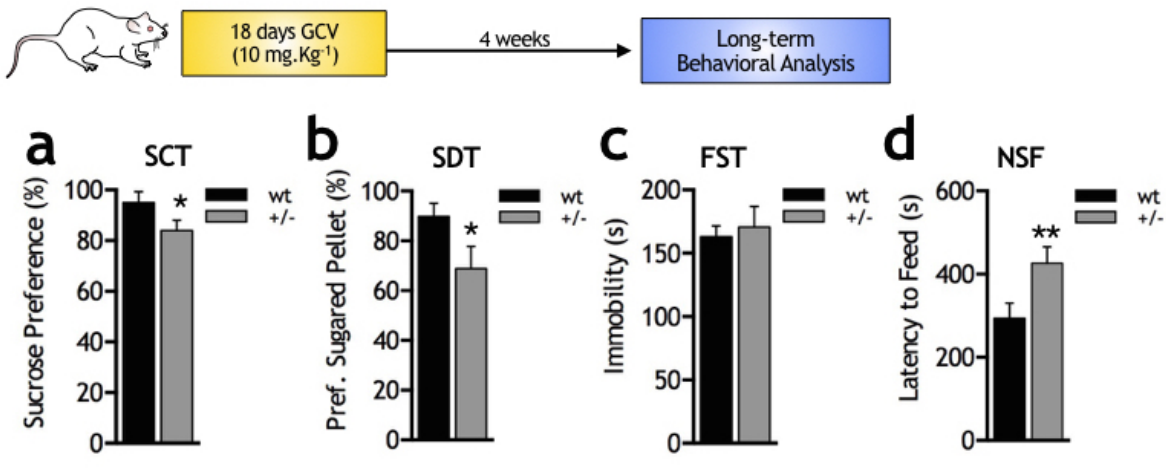 18 days GCV
(10 mg.Kg⁻¹)
4 weeks
Long-term
Behavioral Analysis
a
SCT
Sucrose Preference (%)
100
80
60
40
20
0
*
wt
+/-
b
SDT
Pref. Sugared Pellet (%)
100
80
60
40
20
0
*
wt
+/-
c
FST
Immobility (s)
200
150
100
50
0
wt
+/-
d
NSF
Latency to Feed (s)
600
400
200
0
**
wt
+/-